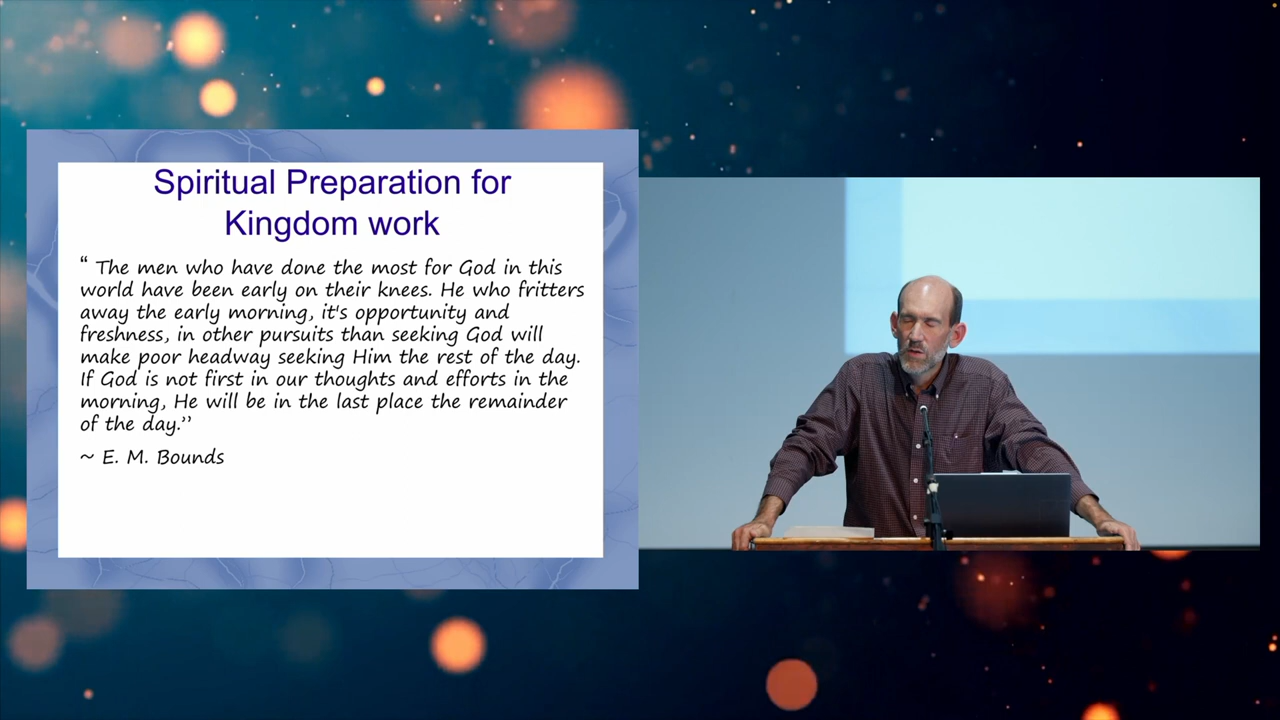 Spiritual Preparation for
Kingdom work
“ The men who have done the most for God in this
world have been early on their knees. He who fritters
away the early morning, it's opportunity and
freshness, in other pursuits than seeking God will
make poor headway seeking Him the rest of the day.
If God is not first in our thoughts and efforts in the
morning, He will be in the last place the remainder
of the day.”
~ E. M. Bounds